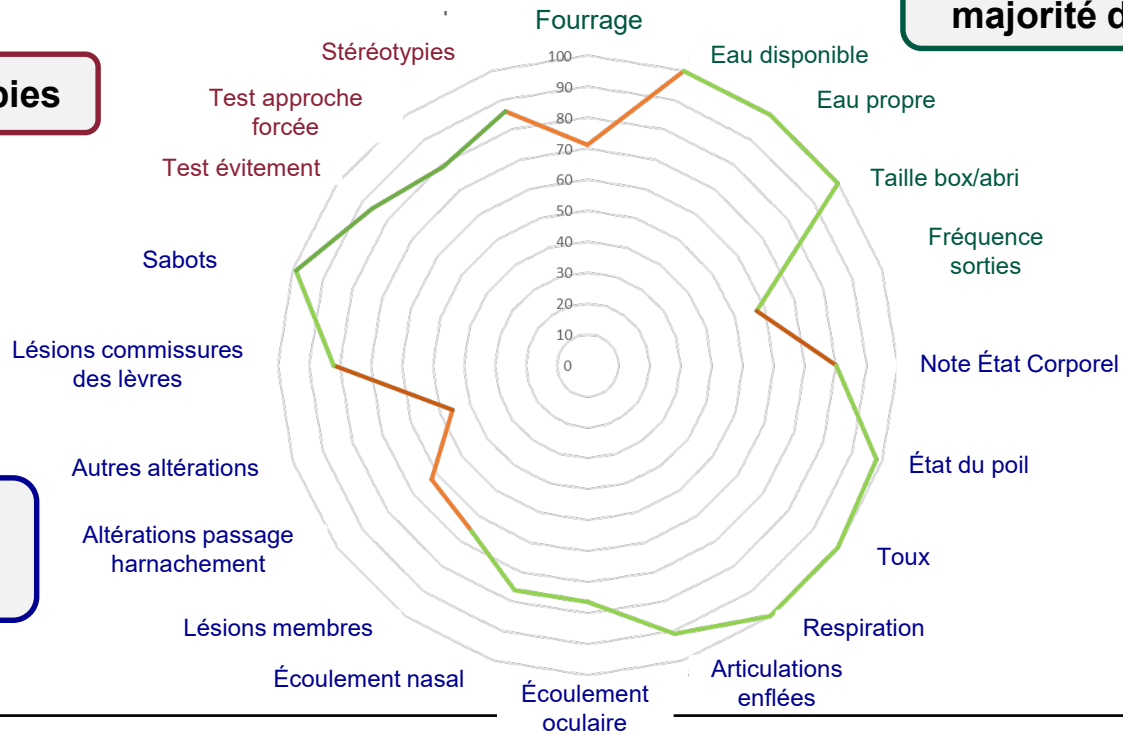 majorité d
pies
Fourrage
Stéréotypies
Eau disponible
Test approche
forcée
Eau propre
Test évitement
Taille box/abri
Fréquence
sorties
Sabots
Lésions commissures
des lèvres
Note État Corporel
Autres altérations
État du poil
Altérations passage
harnachement
Toux
Lésions membres
Respiration
Écoulement nasal
Articulations
enflées
Écoulement
oculaire
100
90
80
70
60
50
40
30
20
10
0